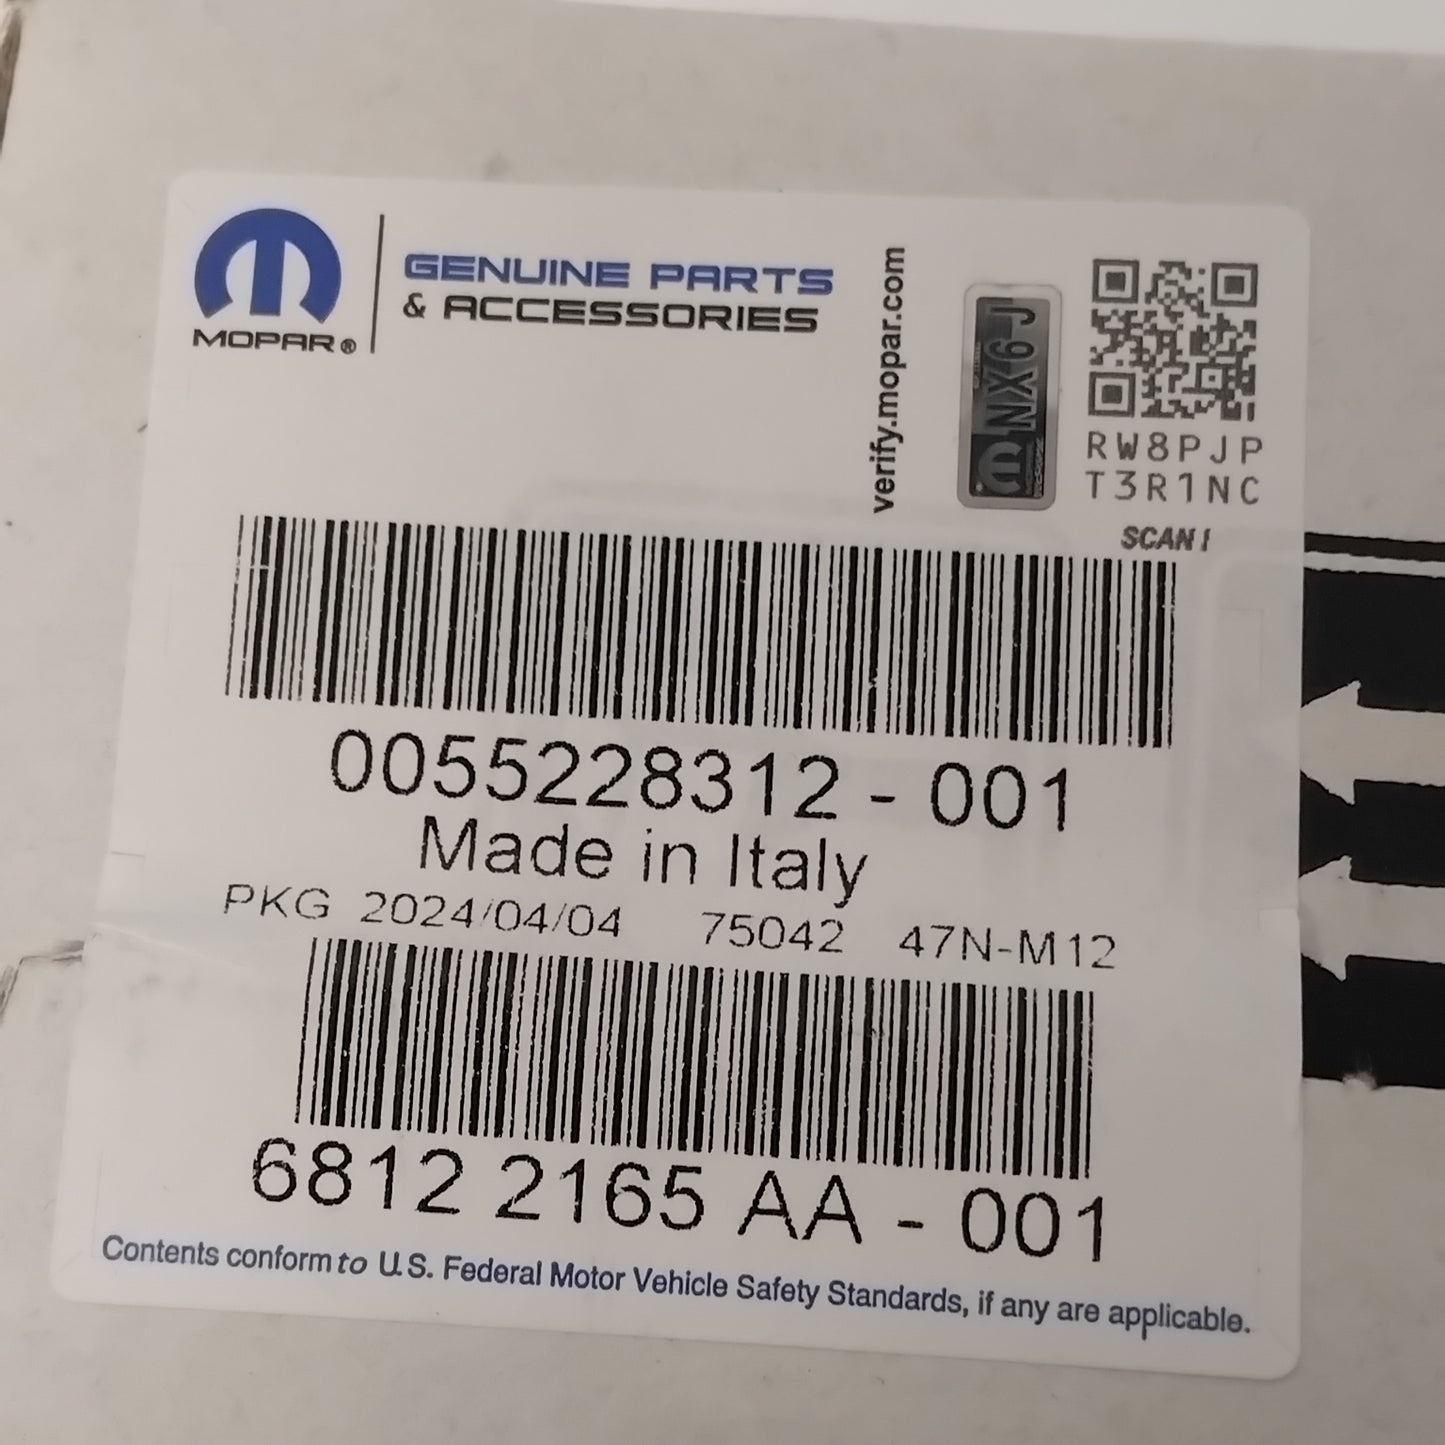 MOPAR®
GENUINE PARTS
& ACCESSORIES
verify.mopar.com
NX6-J
RW8PJP
T3R1NC
SCAN !
0055228312 - 001
Made in Italy
PKG 2024/04/04 75042 47N-M12
6812 2165 AA - 001
Contents conform to U.S. Federal Motor Vehicle Safety Standards, if any are applicable.